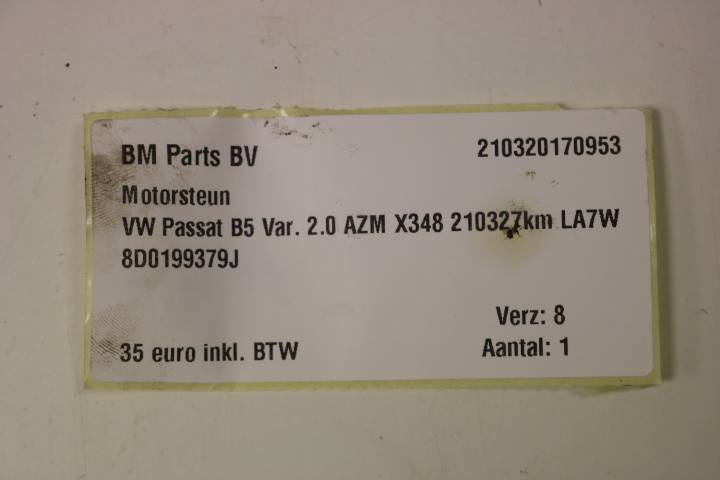 BM Parts BV 210320170953
Motorsteun
VW Passat B5 Var. 2.0 AZM X348 210327km LA7W
8D0199379J
Verz: 8
35 euro inkl. BTW Aantal: 1